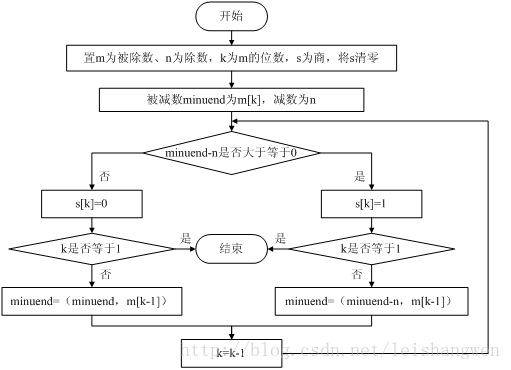 开始
置m为被除数、n为除数，k为m的位数，s为商，将s清零
被减数minuend为m[k]，减数为n
minuend-n是否大于等于0
否
是
s[k]=0
s[k]=1
k是否等于1
是
结束
是
k是否等于1
否
否
minuend=（minuend，m[k-1]）
minuend=（minuend-n，m[k-1]）
http://blog.csdn.net/leishangwen
k=k-1